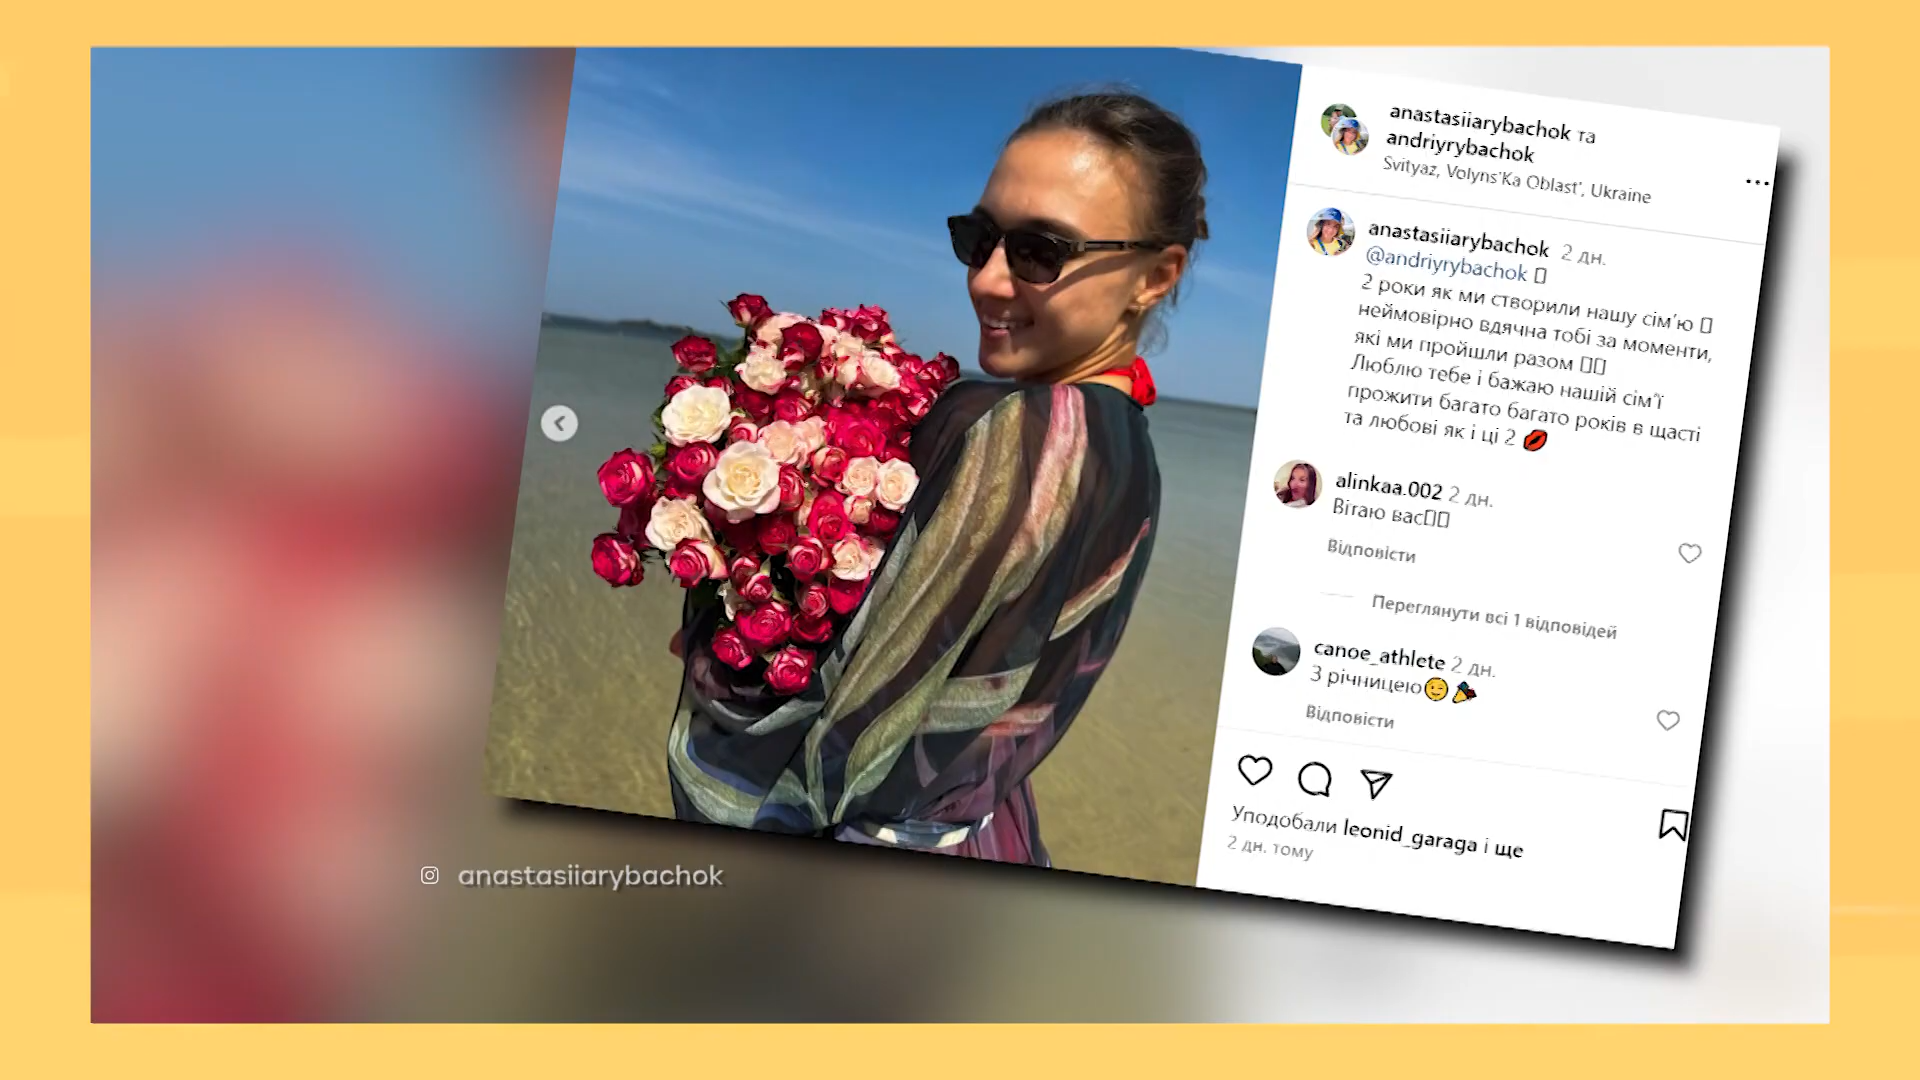 anastasiiarybachok та
andriyrybachok
Svityaz, Volyns'Ka Oblast', Ukraine
anastasiiarybachok 2 дн.
@andriyrybachok
2 роки як ми створили нашу сім'ю
неймовірно вдячна тобі за моменти,
які ми пройшли разом
Люблю тебе і бажаю нашій сім'ї
прожити багато багато років в щасті
та любові як і ці 2 💋
alinkaa.002 2 дн.
Вітаю вас
Відповісти
Переглянути всі 1 відповідей
canoe_athlete 2 дн.
З річницею😉🎉
Відповісти
Уподобали leonid_garaga і ще
2 дн. тому
anastasiiarybachok